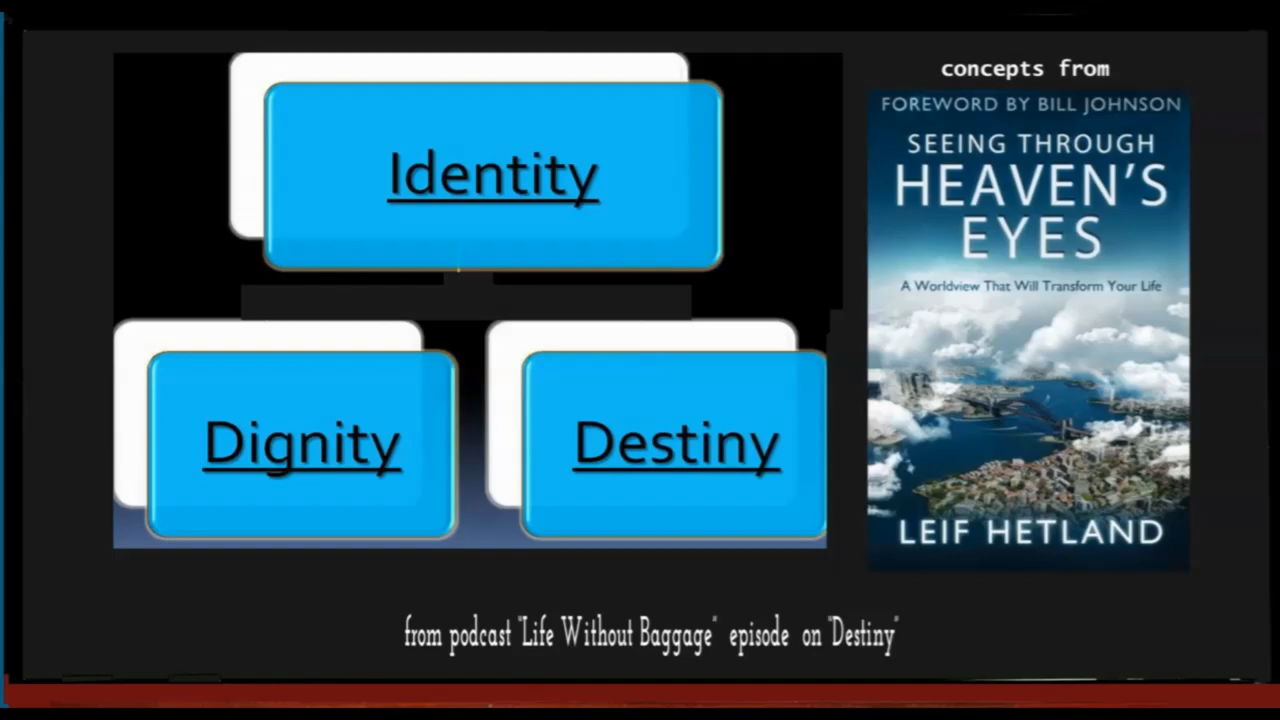 Identity
Dignity
Destiny
concepts from
FOREWORD BY BILL JOHNSON
SEEING THROUGH
HEAVEN'S
EYES
A Worldview That Will Transform Your Life
LEIF HETLAND
from podcast "Life Without Baggage" episode on "Destiny"